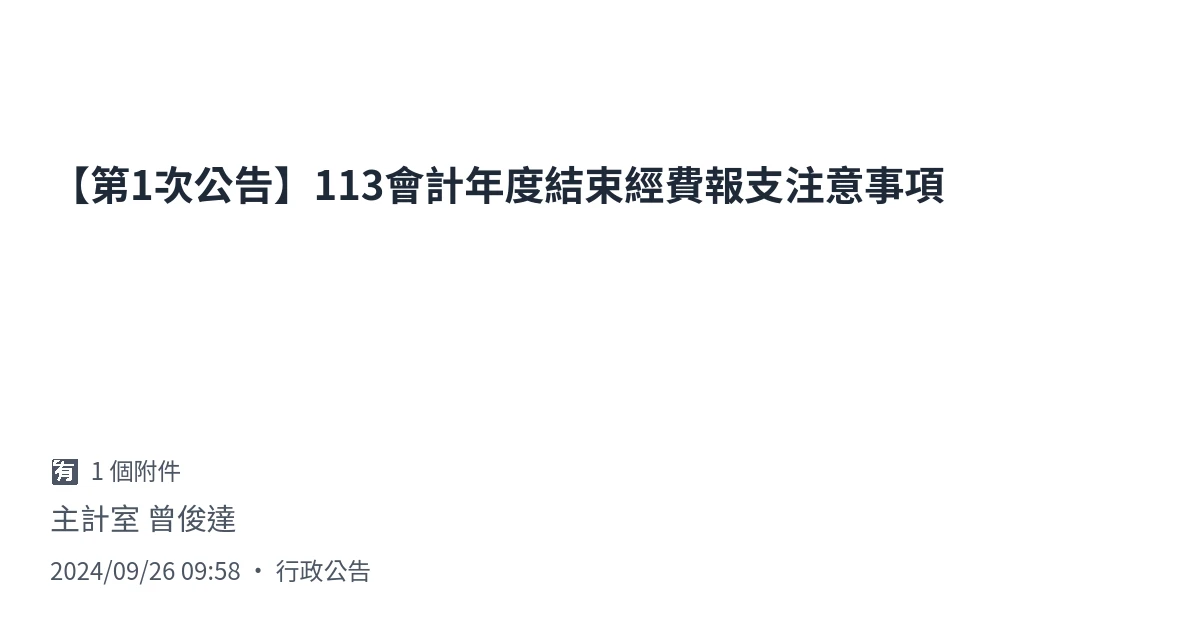 【第1次公告】113會計年度結束經費報支注意事項
🈶 1 個附件
主計室 曾俊達
2024/09/26 09:58 • 行政公告